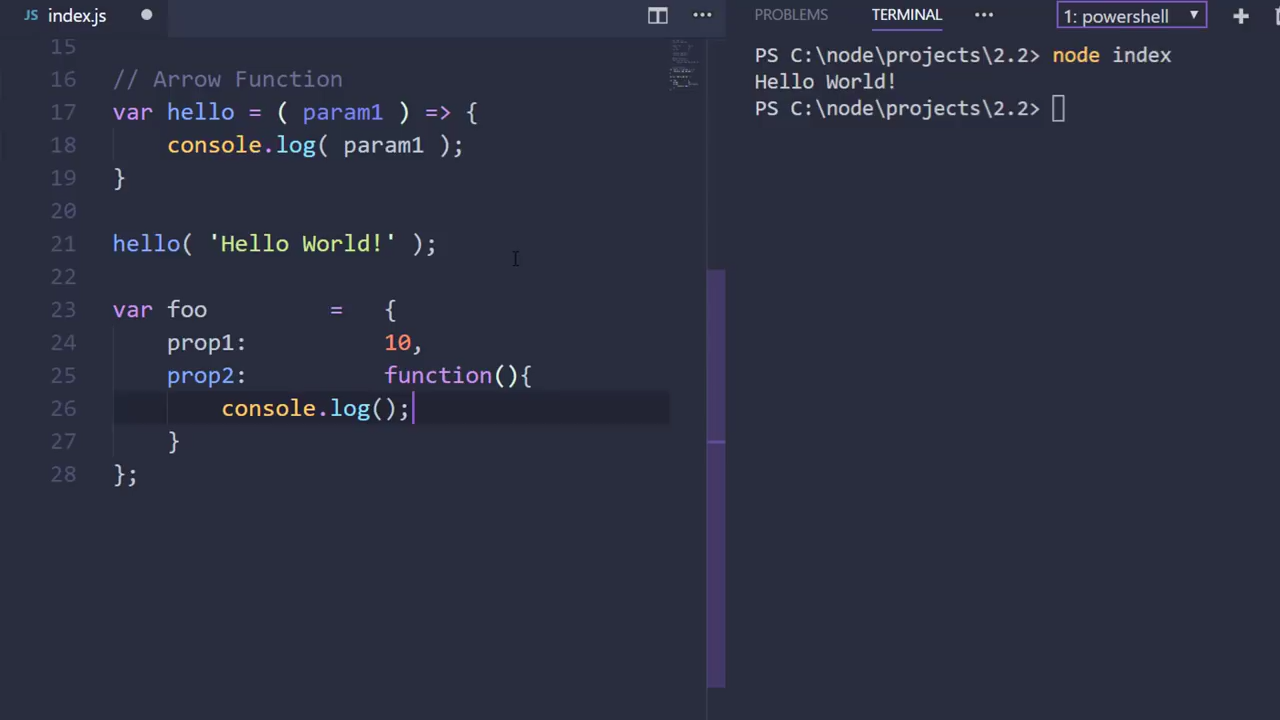 JS index.js
PROBLEMS TERMINAL 1: powershell
15
16 // Arrow Function
17 var hello = ( param1 ) => {
18 console.log( param1 );
19 }
20
21 hello( 'Hello World!' );
22
23 var foo = {
24 prop1: 10,
25 prop2: function(){
26 console.log();
27 }
28 };
PS C:\node\projects\2.2> node index
Hello World!
PS C:\node\projects\2.2>